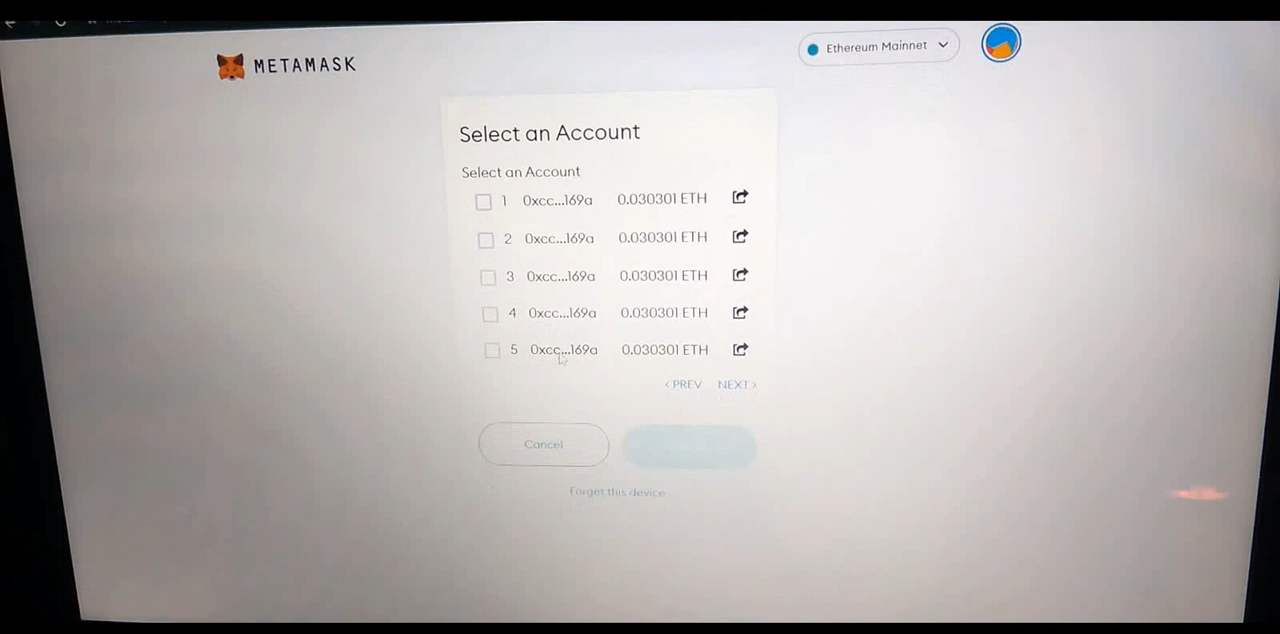 METAMASK
Ethereum Mainnet
Select an Account
Select an Account
1 0xcc...169a 0.030301 ETH
2 0xcc...169a 0.030301 ETH
3 0xcc...169a 0.030301 ETH
4 0xcc...169a 0.030301 ETH
5 0xcc...169a 0.030301 ETH
< PREV NEXT >
Cancel
Forget this device